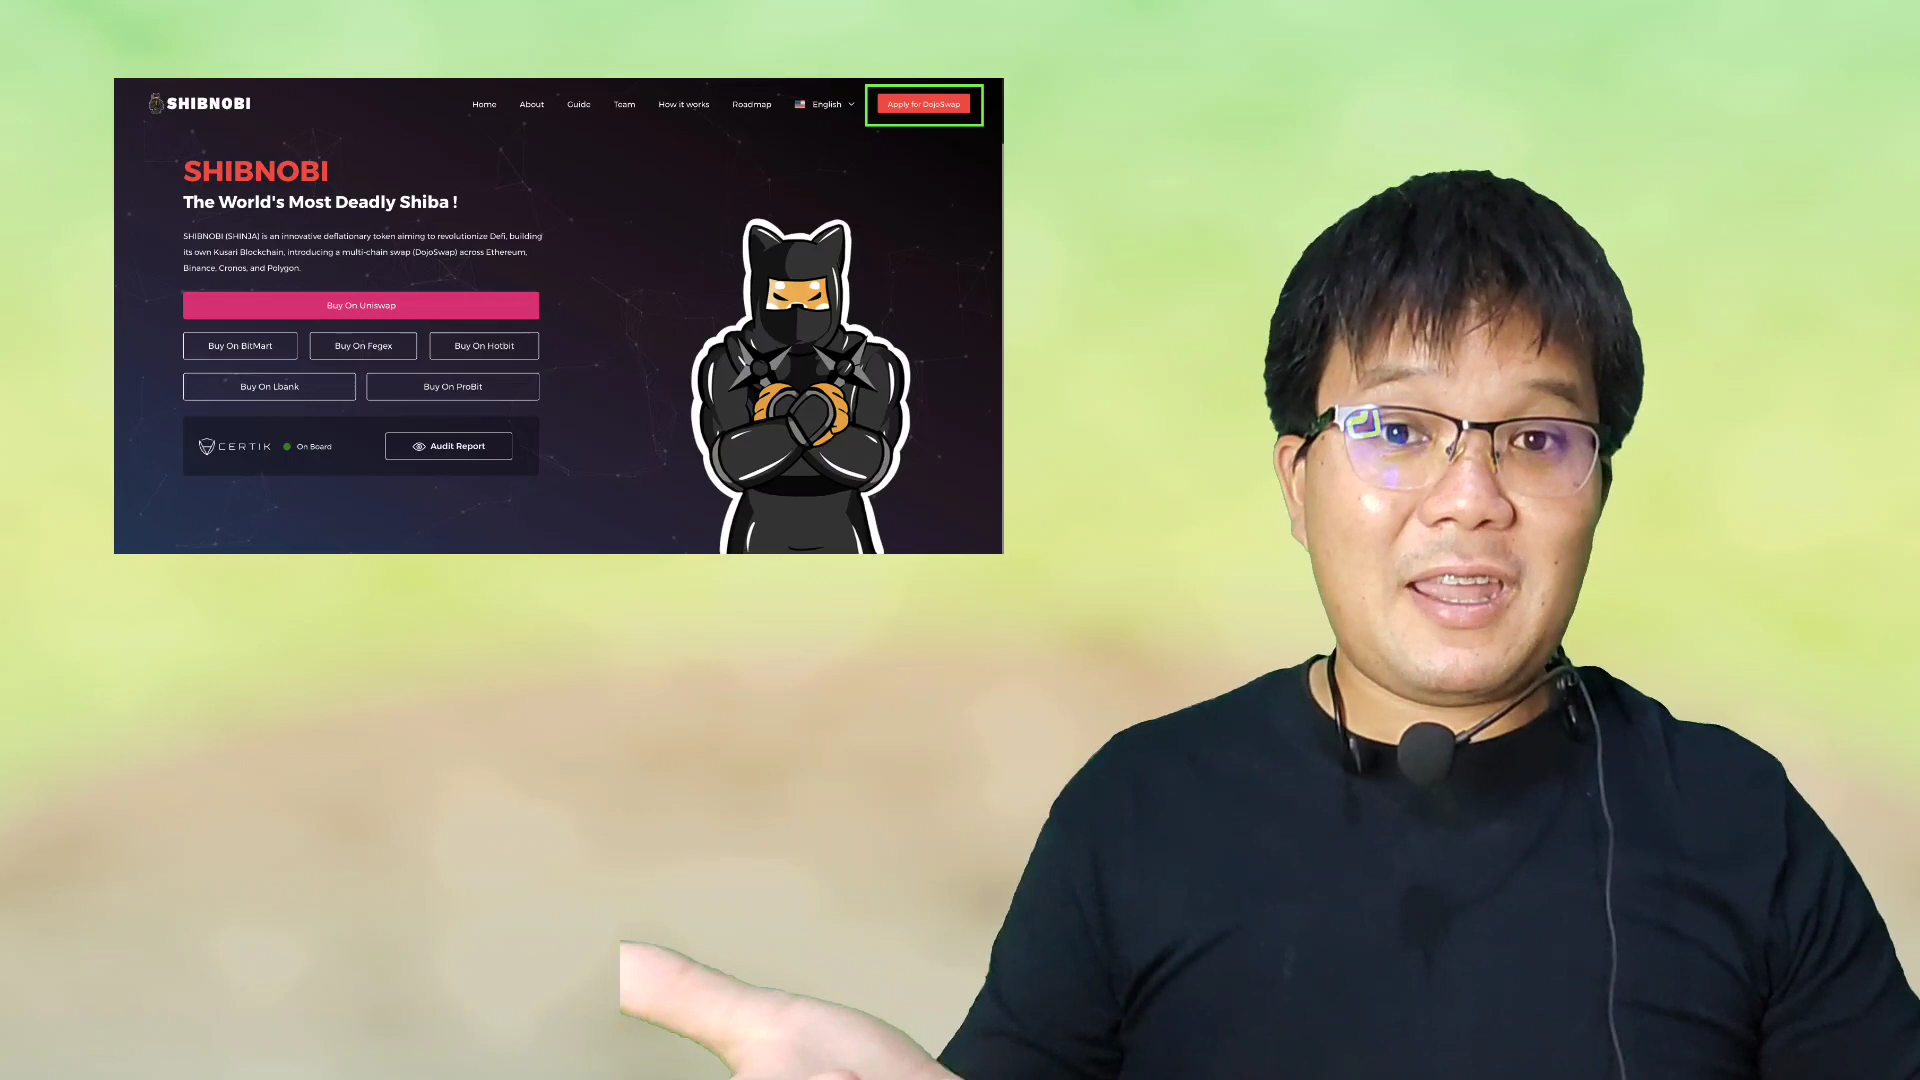 SHIBNOBI
Home About Guide Team How it works Roadmap English Apply for DojoSwap
SHIBNOBI
The World's Most Deadly Shiba !
SHIBNOBI (SHINJA) is an innovative deflationary token aiming to revolutionize Defi, building
its own Kusari Blockchain, introducing a multi-chain swap (DojoSwap) across Ethereum,
Binance, Cronos, and Polygon.
Buy On Uniswap
Buy On BitMart Buy On Fegex Buy On Hotbit
Buy On Lbank Buy On ProBit
CERTIK On Board Audit Report